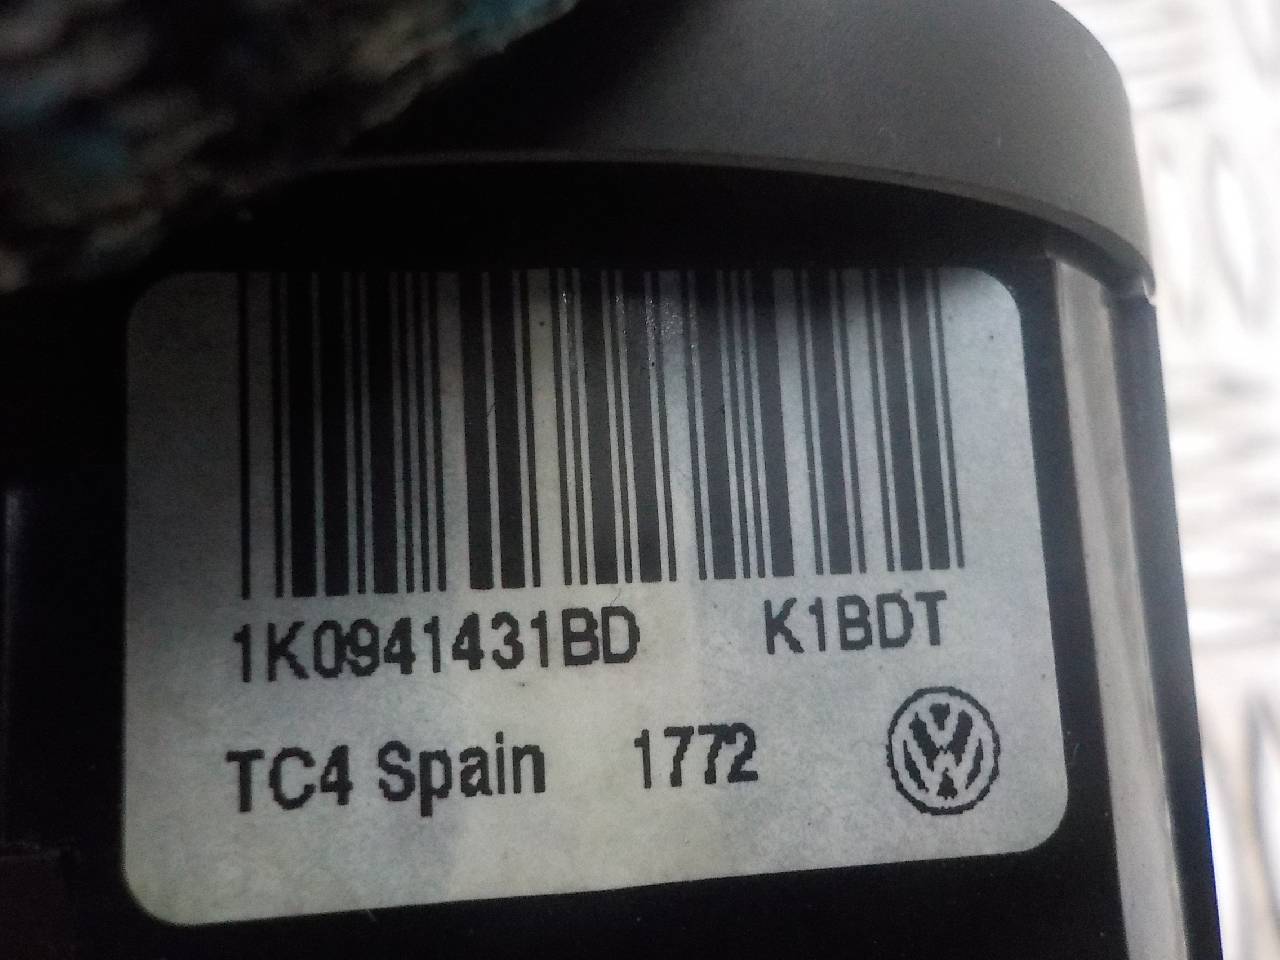 1K0941431BD K1BDT
TC4 Spain 1772